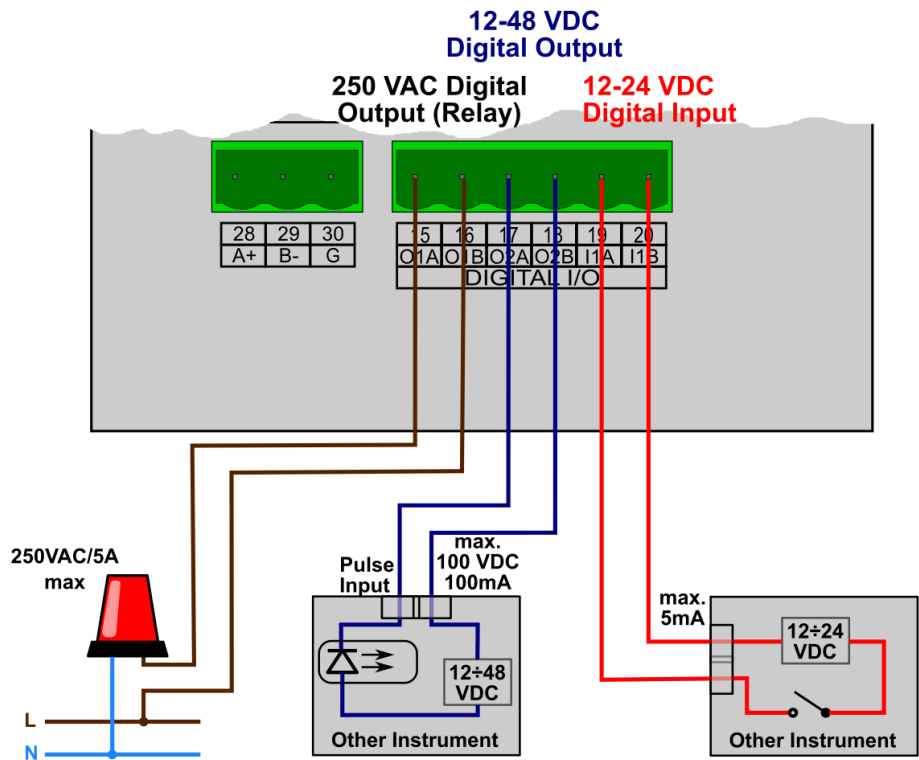 12-48 VDC
Digital Output
250 VAC Digital
Output (Relay)
12-24 VDC
Digital Input
28 29 30
A+ B- G
15 16 17 18 19 20
O1A O1B O2A O2B I1A I1B
DIGITAL I/O
250VAC/5A
max
Pulse
Input
max.
100 VDC
100mA
max.
5mA
12÷48
VDC
12÷24
VDC
Other Instrument
Other Instrument
L
N